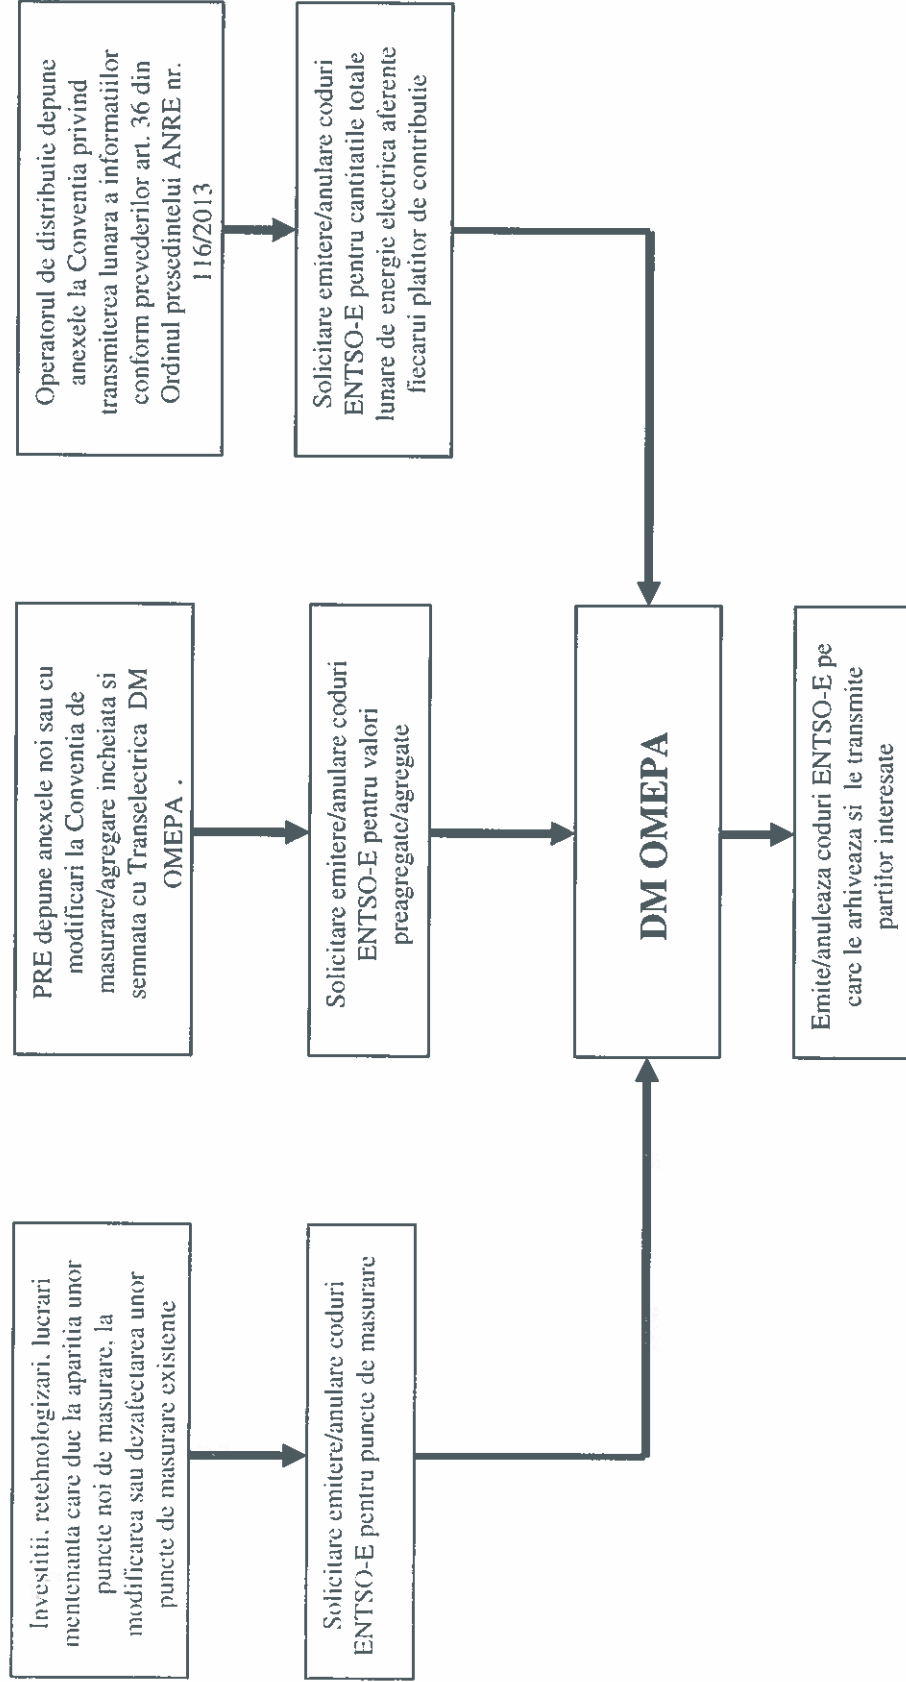 Investitii, retehnologizari, lucrari
mentenanta care duc la aparitia unor
puncte noi de masurare, la
modificarea sau dezafectarea unor
puncte de masurare existente
Solicitare emitere/anulare coduri
ENTSO-E pentru puncte de masurare
PRE depune anexele noi sau cu
modificari la Conventia de
masurare/agregare incheiata si
semnata cu Transelectrica DM
OMEPA .
Solicitare emitere/anulare coduri
ENTSO-E pentru valori
preagregate/agregate
Operatorul de distributie depune
anexele la Conventia privind
transmiterea lunara a informatiilor
conform prevederilor art. 36 din
Ordinul presedintelui ANRE nr.
116/2013
Solicitare emitere/anulare coduri
ENTSO-E pentru cantitatile totale
lunare de energie electrica aferente
fiecarui platitor de contributie
DM OMEPA
Emite/anuleaza coduri ENTSO-E pe
care le arhiveaza si le transmite
partilor interesate